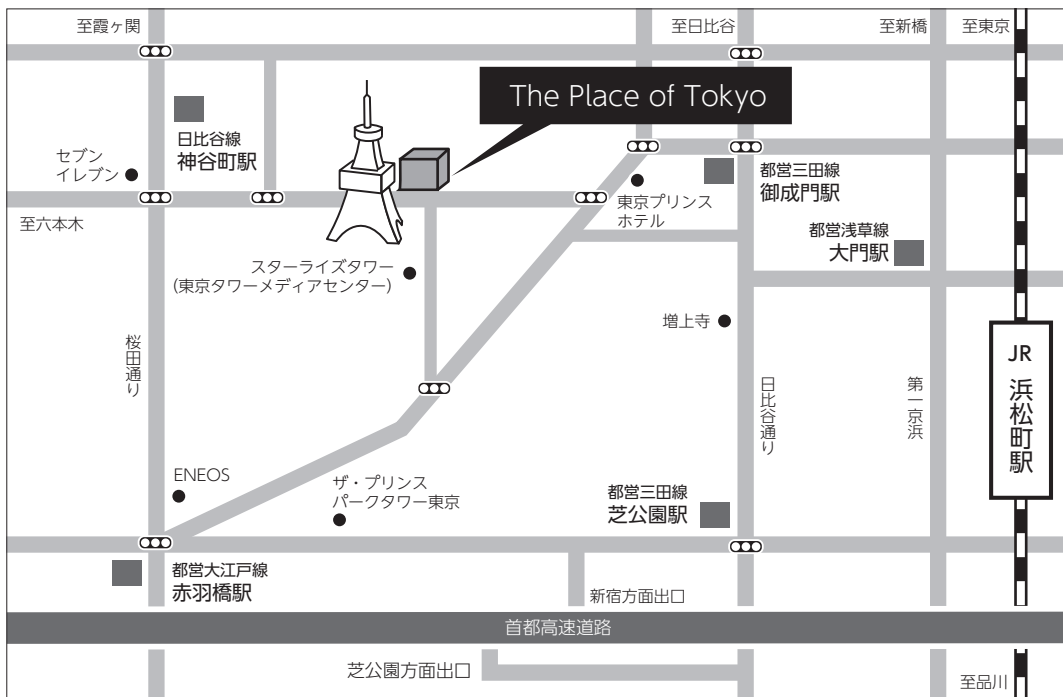 至霞ヶ関
至日比谷
至新橋
至東京
The Place of Tokyo
日比谷線
神谷町駅
セブン
イレブン
都営三田線
御成門駅
東京プリンス
ホテル
至六本木
都営浅草線
大門駅
スターライズタワー
(東京タワーメディアセンター)
増上寺
桜田通り
日比谷通り
第一京浜
JR 浜松町駅
ENEOS
ザ・プリンス
パークタワー東京
都営三田線
芝公園駅
都営大江戸線
赤羽橋駅
新宿方面出口
首都高速道路
芝公園方面出口
至品川